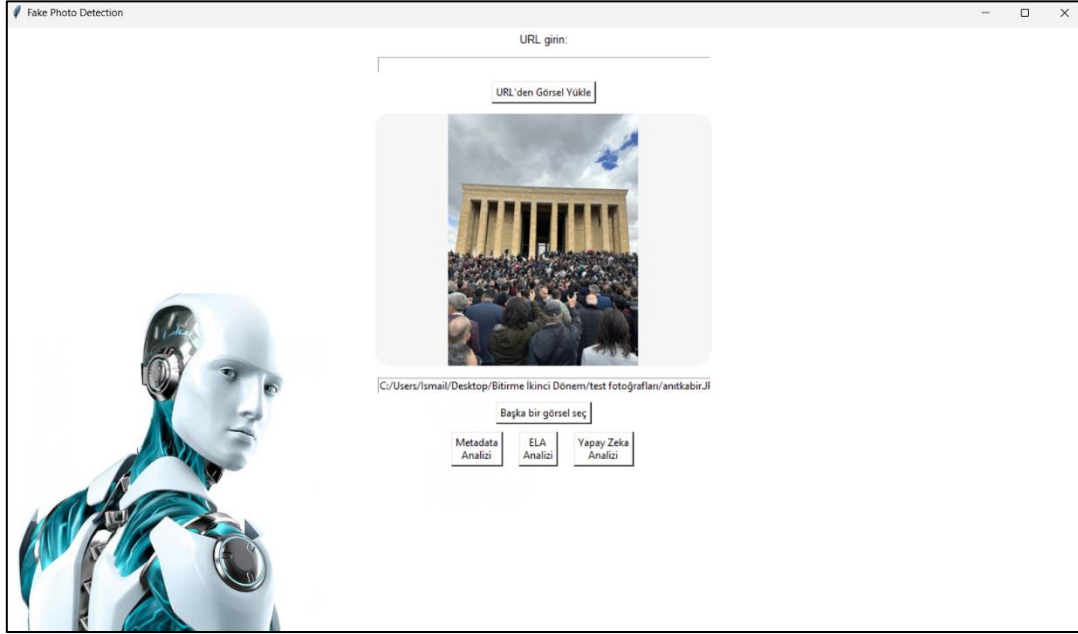 Fake Photo Detection
URL girin:
URL'den Görsel Yükle
C:/Users/Ismail/Desktop/Bitirme İkinci Dönem/test fotoğrafları/anıtkabir.JI
Başka bir görsel seç
Metadata
Analizi
ELA
Analizi
Yapay Zeka
Analizi